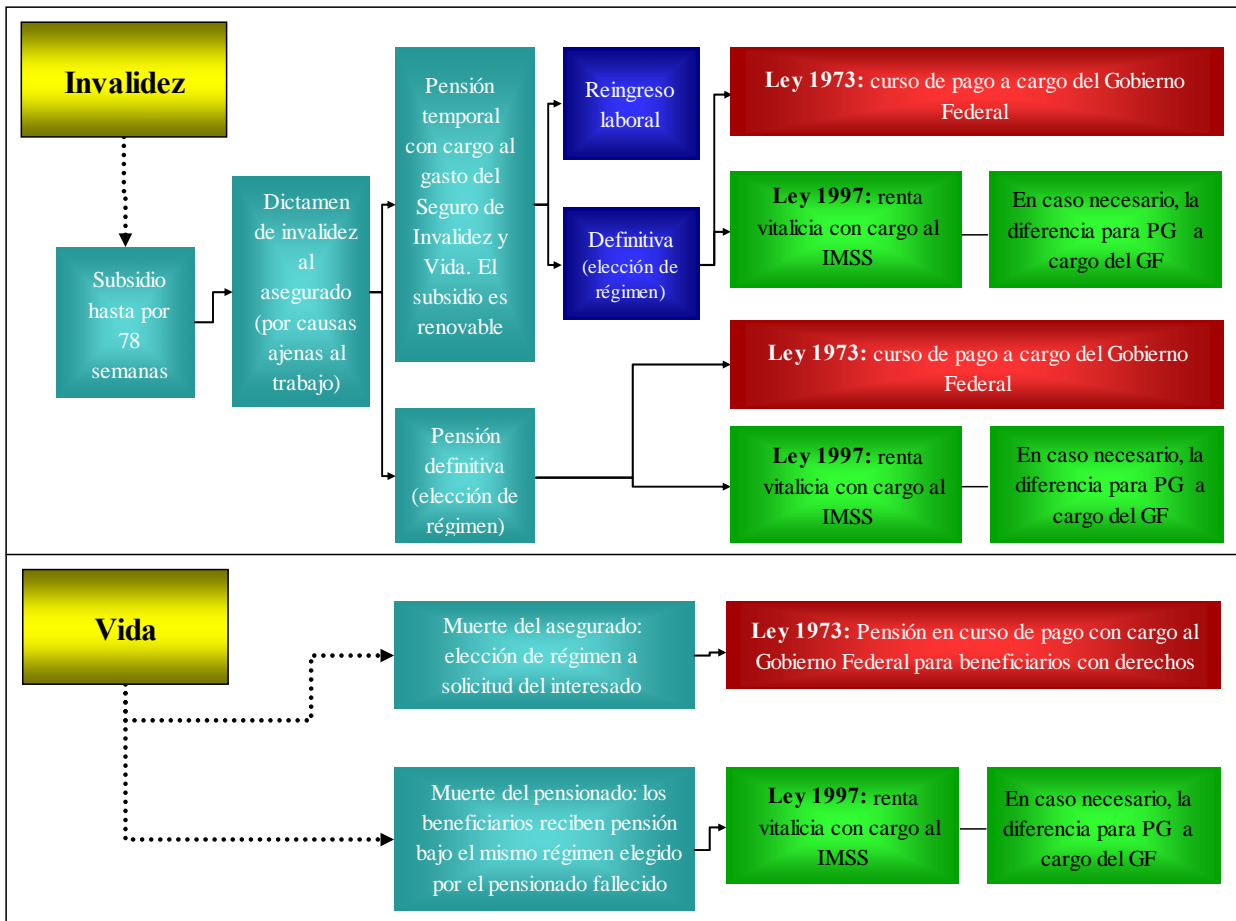 Invalidez
Subsidio
hasta por
78
semanas
Dictamen
de invalidez
al
asegurado
(por causas
ajenas al
trabajo)
Pensión
temporal
con cargo al
gasto del
Seguro de
Invalidez y
Vida. El
subsidio es
renovable
Reingreso
laboral
Definitiva
(elección de
régimen)
Ley 1973: curso de pago a cargo del Gobierno
Federal
Ley 1997: renta
vitalicia con cargo al
IMSS
En caso necesario, la
diferencia para PG a
cargo del GF
Pensión
definitiva
(elección de
régimen)
Ley 1973: curso de pago a cargo del Gobierno
Federal
Ley 1997: renta
vitalicia con cargo al
IMSS
En caso necesario, la
diferencia para PG a
cargo del GF
Vida
Muerte del asegurado:
elección de régimen a
solicitud del interesado
Ley 1973: Pensión en curso de pago con cargo al
Gobierno Federal para beneficiarios con derechos
Muerte del pensionado: los
beneficiarios reciben pensión
bajo el mismo régimen elegido
por el pensionado fallecido
Ley 1997: renta
vitalicia con cargo al
IMSS
En caso necesario, la
diferencia para PG a
cargo del GF